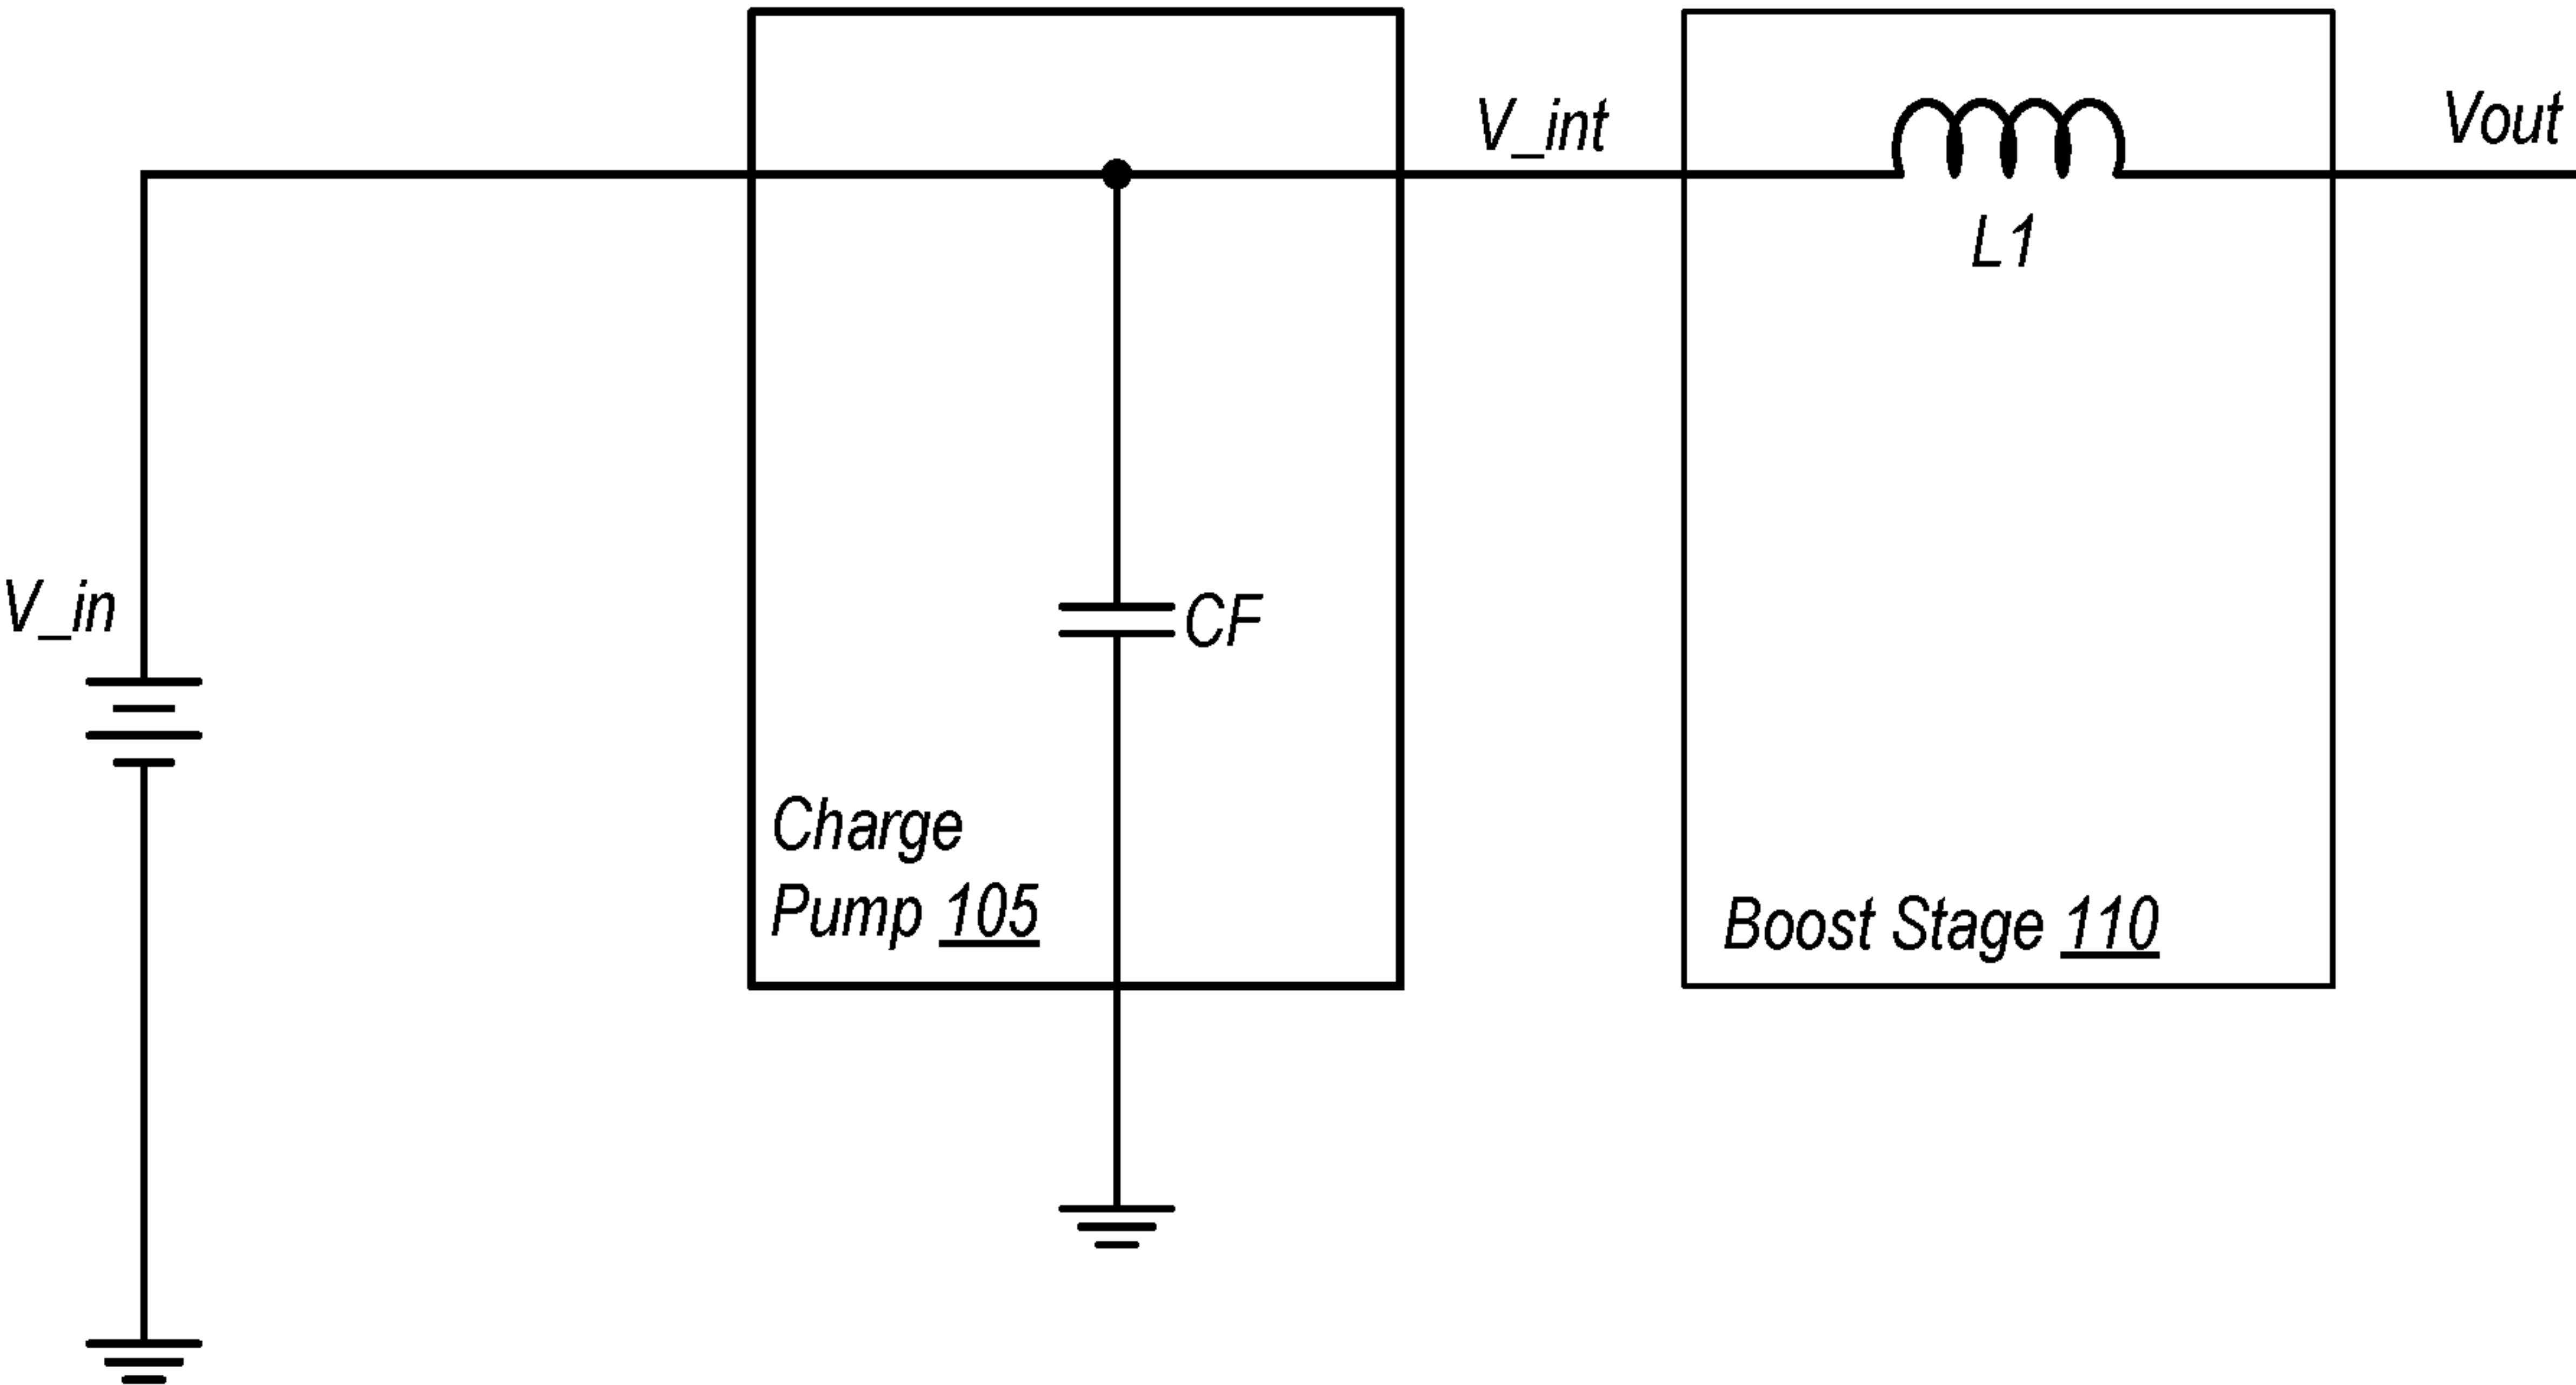 V_int
Vout
L1
V_in
CF
Charge
Pump 105
Boost Stage 110